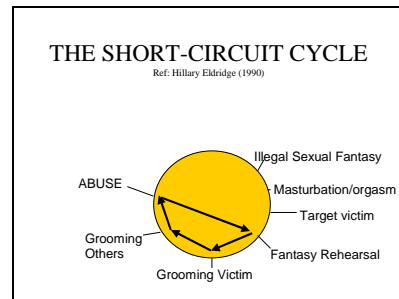 THE SHORT-CIRCUIT CYCLE
Ref: Hillary Eldridge (1990)
Illegal Sexual Fantasy
Masturbation/orgasm
Target victim
Fantasy Rehearsal
Grooming Victim
Grooming
Others
ABUSE